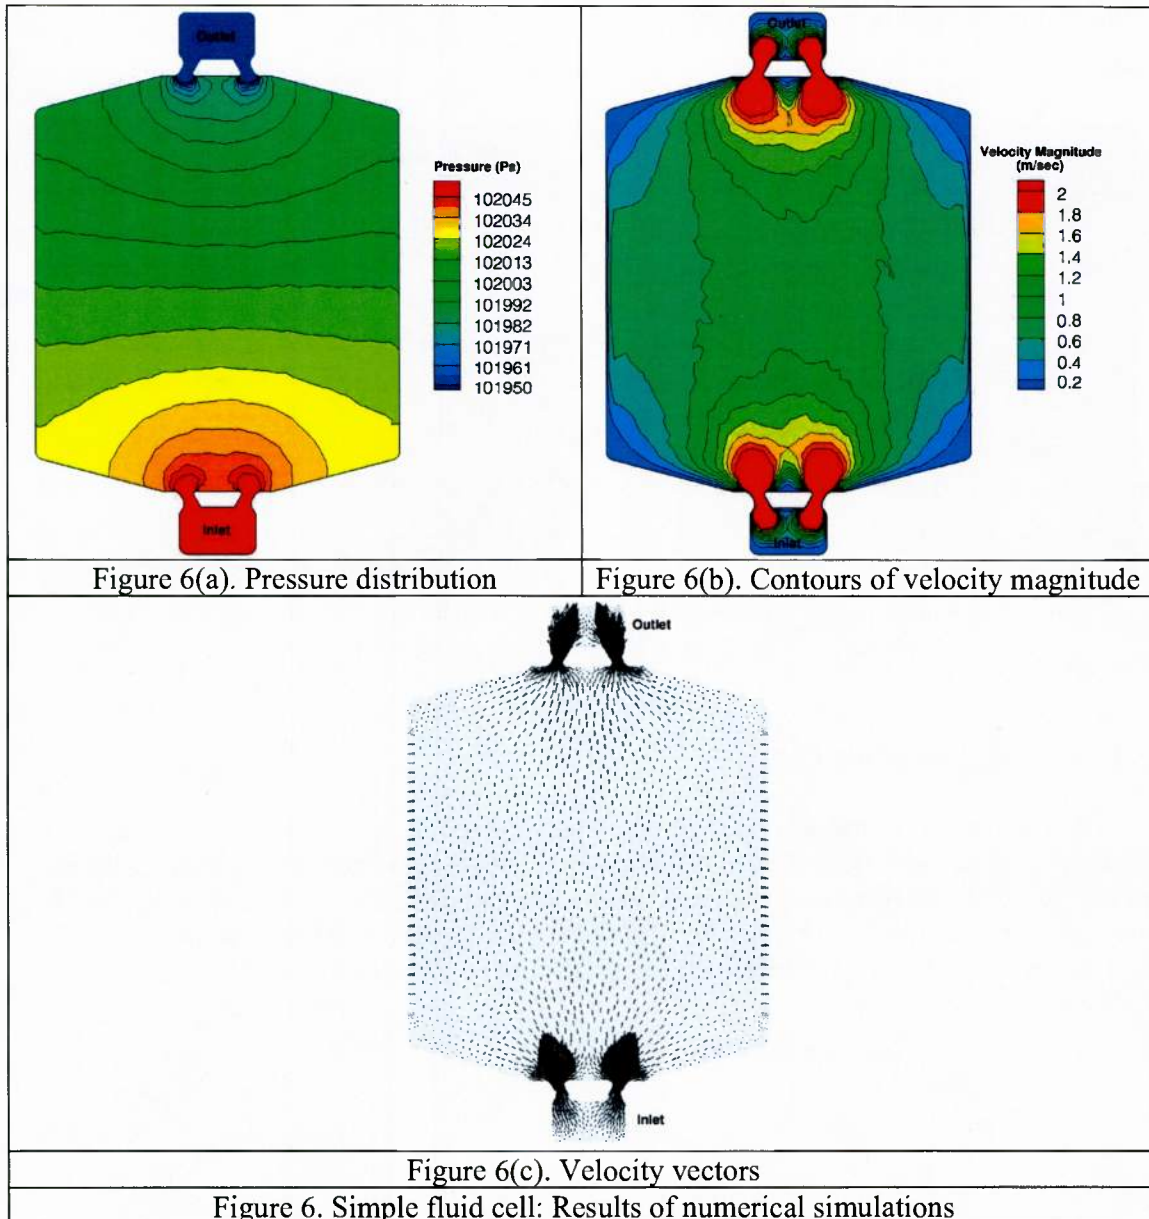 Outlet
Pressure (Pa)
102045
102034
102024
102013
102003
101992
101982
101971
101961
101950
Inlet
Outlet
Velocity Magnitude
(m/sec)
2
1.8
1.6
1.4
1.2
1
0.8
0.6
0.4
0.2
Inlet
Figure 6(a). Pressure distribution
Figure 6(b). Contours of velocity magnitude
Outlet
Inlet
Figure 6(c). Velocity vectors
Figure 6. Simple fluid cell: Results of numerical simulations